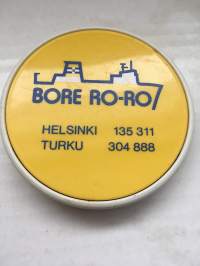 BORE RO-RO
HELSINKI 135 311
TURKU 304 888